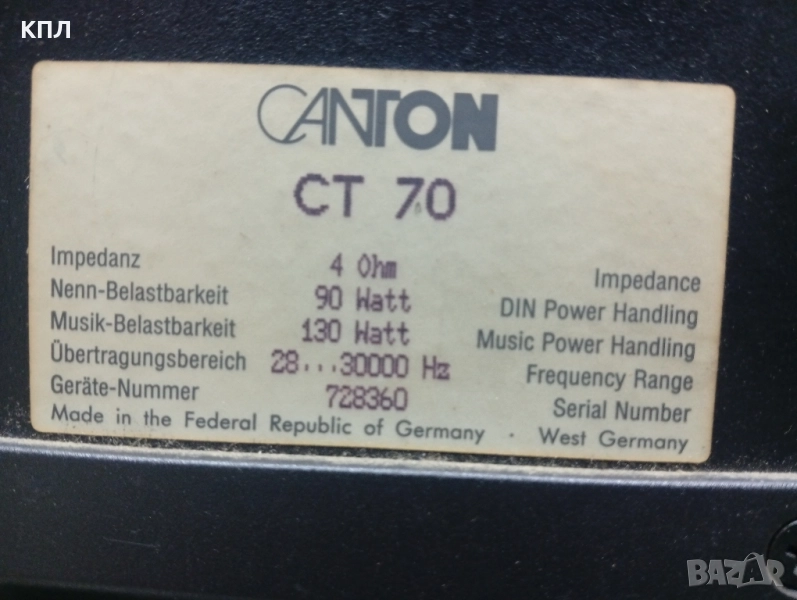 КПЛ
CANTON
CT 70
Impedanz 4 Ohm Impedance
Nenn-Belastbarkeit 90 Watt DIN Power Handling
Musik-Belastbarkeit 130 Watt Music Power Handling
Übertragungsbereich 28...30000 Hz Frequency Range
Geräte-Nummer 728360 Serial Number
Made in the Federal Republic of Germany · West Germany
BAZAR